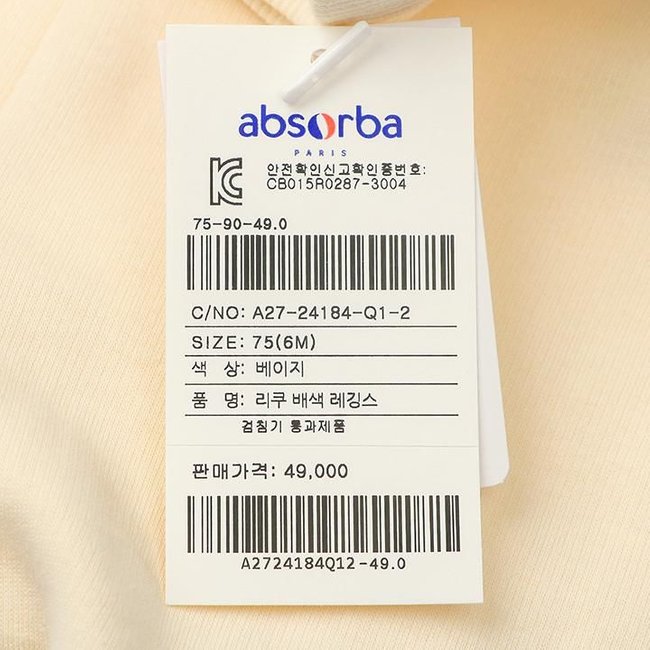 absorba
PARIS
안전확인신고확인증번호:
CB015R0287-3004
75-90-49.0
C/NO: A27-24184-Q1-2
SIZE: 75(6M)
색 상: 베이지
품 명: 리쿠 배색 레깅스
검침기 통과제품
판매가격: 49,000
A2724184Q12-49.0